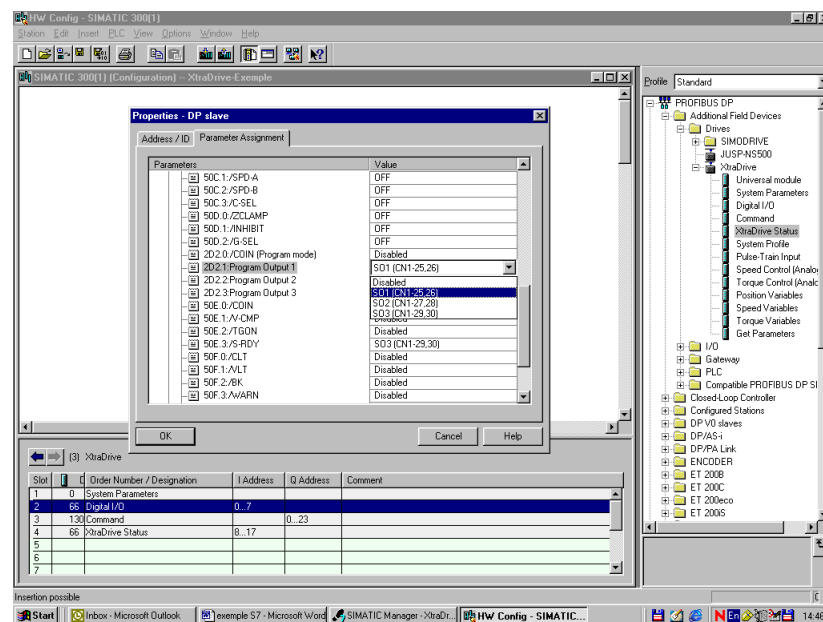 HW Config - SIMATIC 300(1)
Station Edit Insert PLC View Options Window Help
SIMATIC 300(1) (Configuration) -- XtraDrive-Exemple
Properties - DP slave
Address / ID Parameter Assignment
Parameters Value
50C.1:/SPD-A OFF
50C.2:/SPD-B OFF
50C.3:/C-SEL OFF
50D.0:/ZCLAMP OFF
50D.1:/INHIBIT OFF
50D.2:/G-SEL OFF
2D2.0:/COIN (Program mode) Disabled
2D2.1:Program Output 1 SO1 (CN1-25,26)
2D2.2:Program Output 2 Disabled
2D2.3:Program Output 3 SO1 (CN1-25,26)
50E.0:/COIN SO2 (CN1-27,28)
SO3 (CN1-29,30)
50E.1:/V-CMP Disabled
50E.2:/TGON Disabled
50E.3:/S-RDY SO3 (CN1-29,30)
50F.0:/CLT Disabled
50F.1:/VLT Disabled
50F.2:/BK Disabled
50F.3:/WARN Disabled
OK Cancel Help
(3) XtraDrive
Slot Order Number / Designation I Address Q Address Comment
1 0 System Parameters
2 66 Digital I/O 0...7
3 130 Command 0...23
4 66 XtraDrive Status 8...17
5
6
7
Profile Standard
PROFIBUS DP
Additional Field Devices
Drives
SIMODRIVE
JUSP-NS500
XtraDrive
Universal module
System Parameters
Digital I/O
Command
XtraDrive Status
System Profile
Pulse-Train Input
Speed Control (Analo
Torque Control (Analc
Position Variables
Speed Variables
Torque Variables
Get Parameters
I/O
Gateway
PLC
Compatible PROFIBUS DP Sl
Closed-Loop Controller
Configured Stations
DP V0 slaves
DP/AS-i
DP/PA Link
ENCODER
ET 200B
ET 200C
ET 200eco
ET 200iS
Insertion possible
Start Inbox - Microsoft Outlook exemple S7 - Microsoft Word SIMATIC Manager - XtraDr... HW Config - SIMATIC... En 14:46